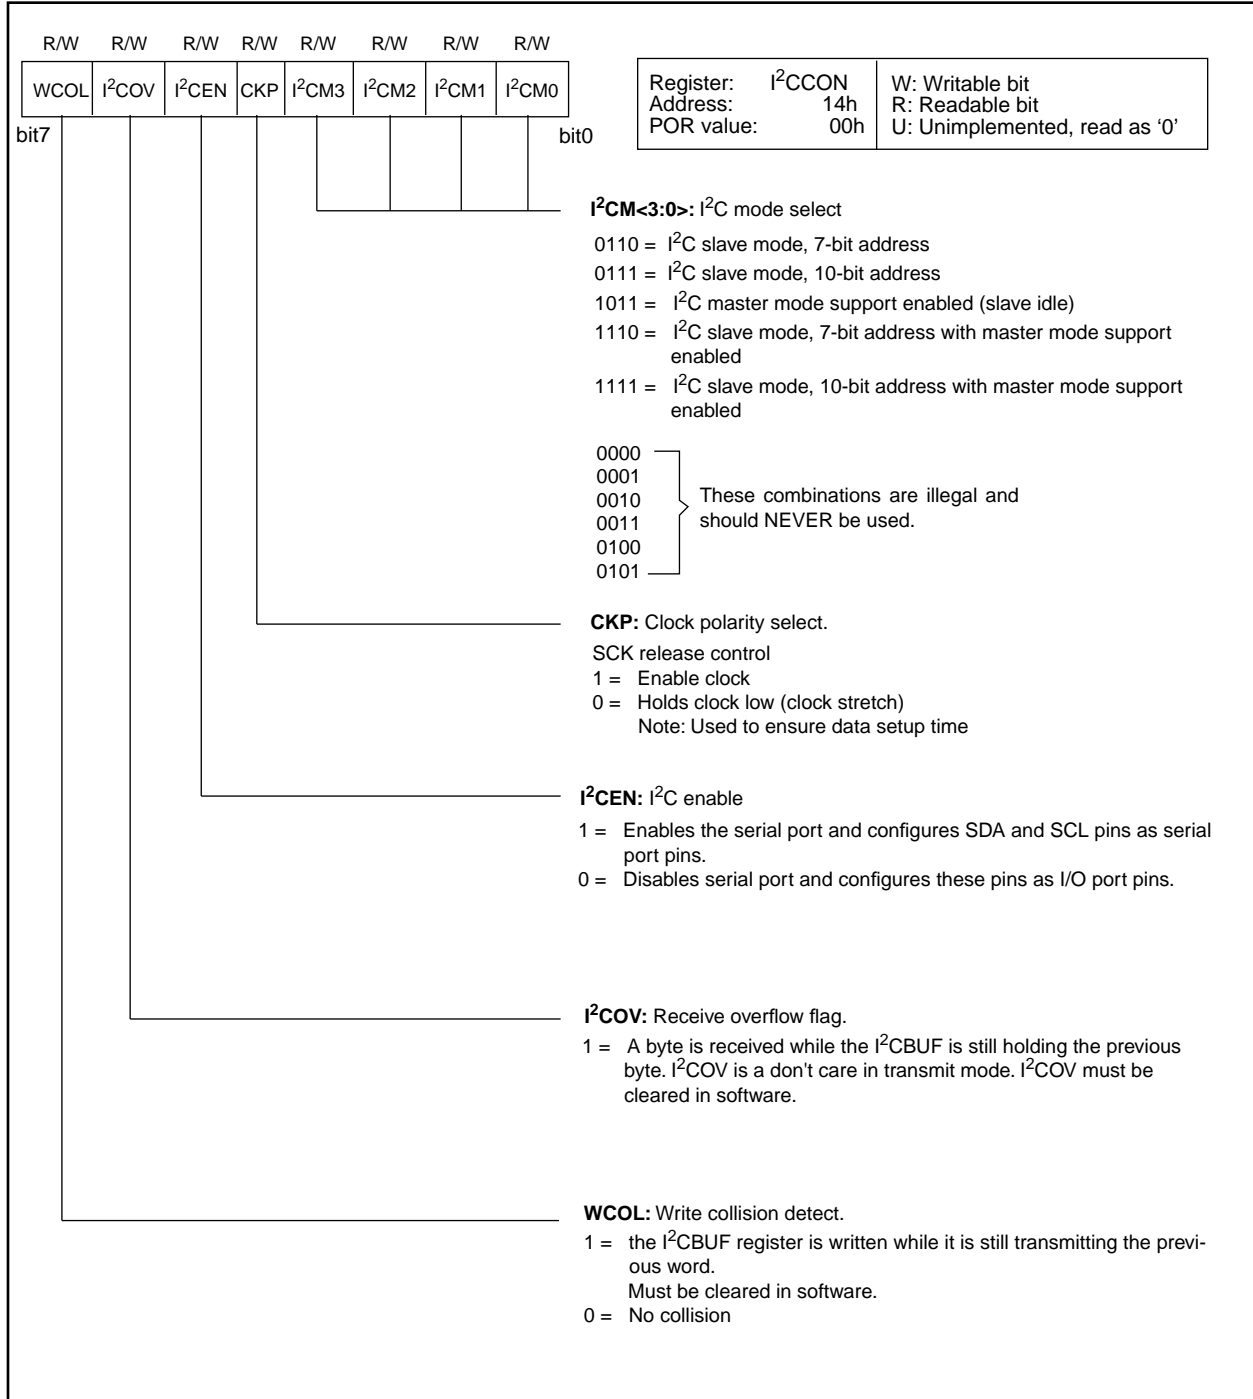 R/W R/W R/W R/W R/W R/W R/W R/W
WCOL I²COV I²CEN CKP I²CM3 I²CM2 I²CM1 I²CM0
bit7 bit0
Register: I²CCON
Address: 14h
POR value: 00h
W: Writable bit
R: Readable bit
U: Unimplemented, read as ‘0’
I²CM<3:0>: I²C mode select
0110 = I²C slave mode, 7-bit address
0111 = I²C slave mode, 10-bit address
1011 = I²C master mode support enabled (slave idle)
1110 = I²C slave mode, 7-bit address with master mode support
enabled
1111 = I²C slave mode, 10-bit address with master mode support
enabled
0000
0001
0010
0011
0100
0101
These combinations are illegal and
should NEVER be used.
CKP: Clock polarity select.
SCK release control
1 = Enable clock
0 = Holds clock low (clock stretch)
Note: Used to ensure data setup time
I²CEN: I²C enable
1 = Enables the serial port and configures SDA and SCL pins as serial
port pins.
0 = Disables serial port and configures these pins as I/O port pins.
I²COV: Receive overflow flag.
1 = A byte is received while the I²CBUF is still holding the previous
byte. I²COV is a don't care in transmit mode. I²COV must be
cleared in software.
WCOL: Write collision detect.
1 = the I²CBUF register is written while it is still transmitting the previ-
ous word.
Must be cleared in software.
0 = No collision